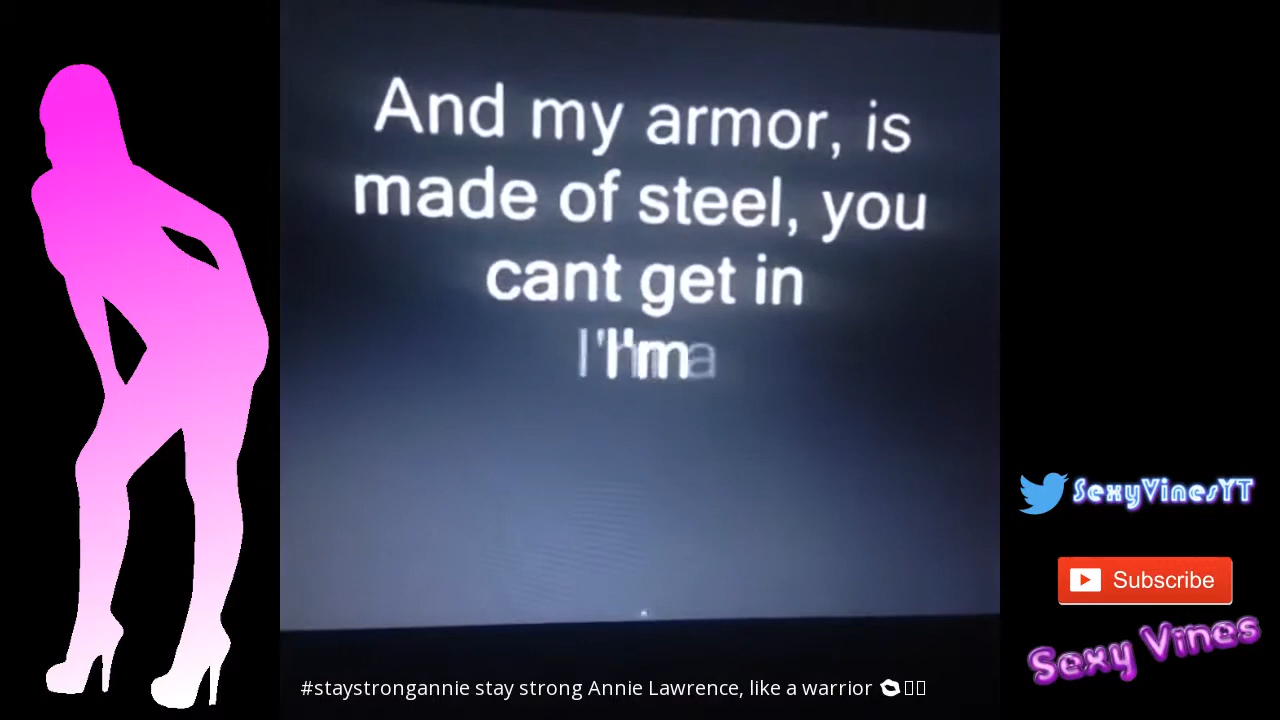 And my armor, is
made of steel, you
cant get in
I'm a
SexyVinesYT
Subscribe
Sexy Vines
#staystrongannie stay strong Annie Lawrence, like a warrior 💋